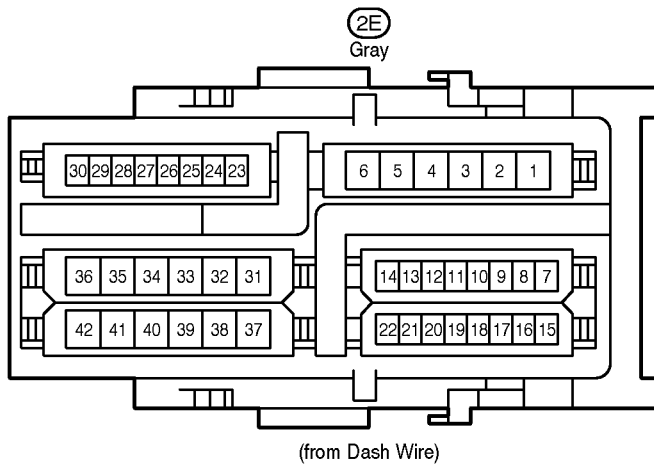 2E
Gray
30 29 28 27 26 25 24 23 6 5 4 3 2 1
36 35 34 33 32 31 14 13 12 11 10 9 8 7
42 41 40 39 38 37 22 21 20 19 18 17 16 15
(from Dash Wire)